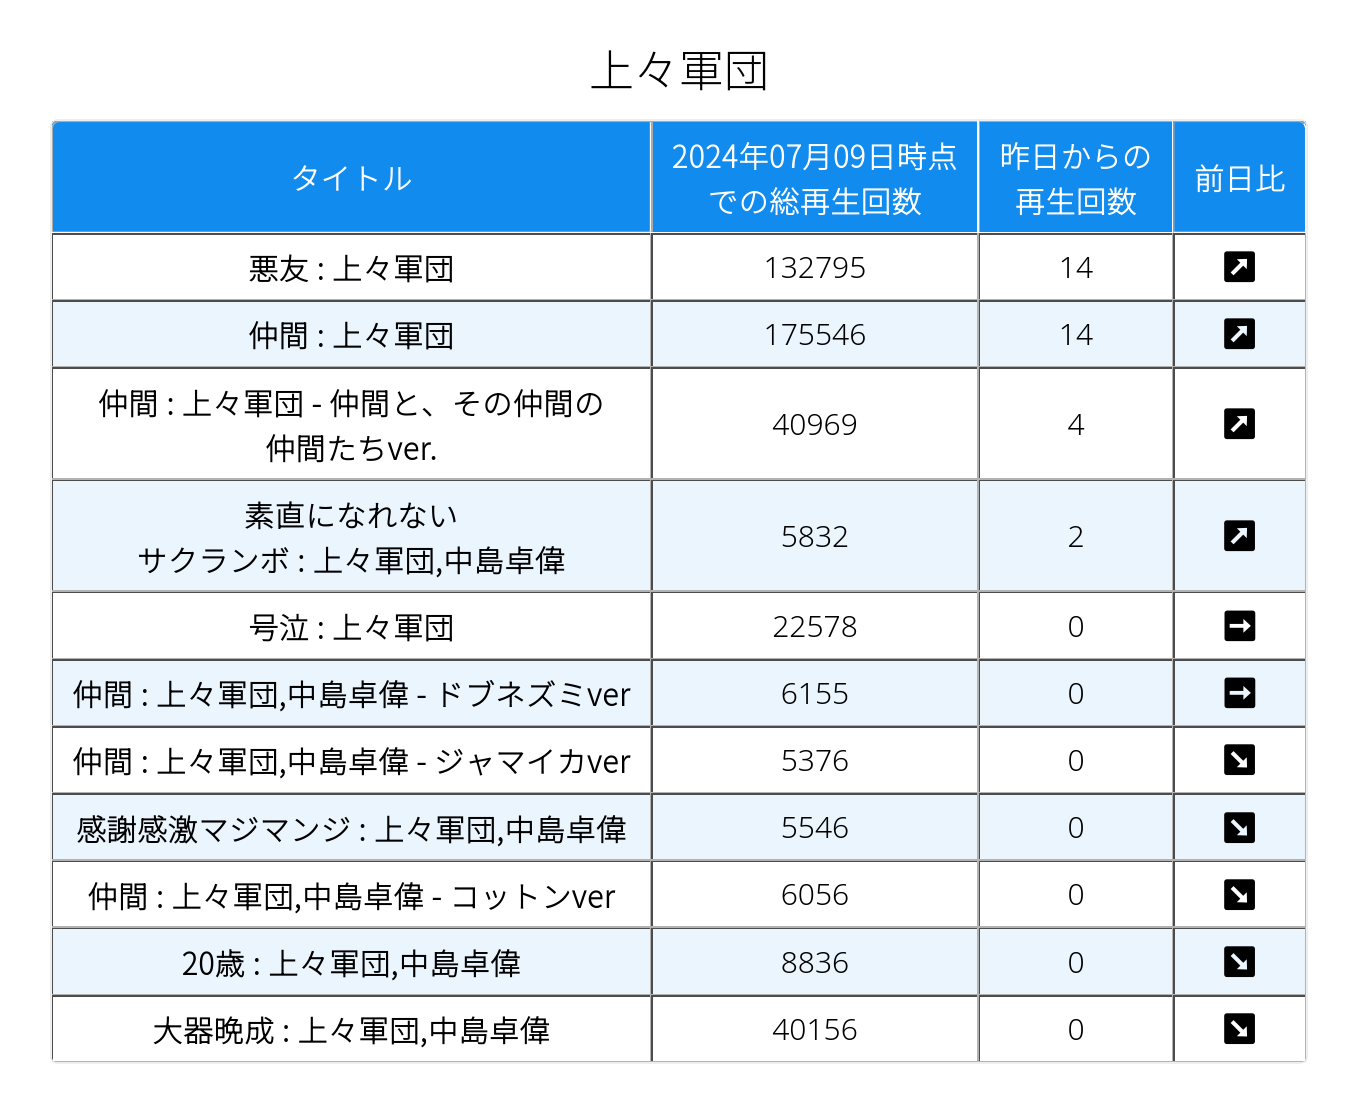 上々軍団
タイトル
2024年07月09日時点
での総再生回数
昨日からの
再生回数
前日比
悪友 : 上々軍団
132795
14
仲間 : 上々軍団
175546
14
仲間 : 上々軍団 - 仲間と、その仲間の
仲間たちver.
40969
4
素直になれない
サクランボ : 上々軍団,中島卓偉
5832
2
号泣 : 上々軍団
22578
0
仲間 : 上々軍団,中島卓偉 - ドブネズミver
6155
0
仲間 : 上々軍団,中島卓偉 - ジャマイカver
5376
0
感謝感激マジマンジ : 上々軍団,中島卓偉
5546
0
仲間 : 上々軍団,中島卓偉 - コットンver
6056
0
20歳 : 上々軍団,中島卓偉
8836
0
大器晩成 : 上々軍団,中島卓偉
40156
0